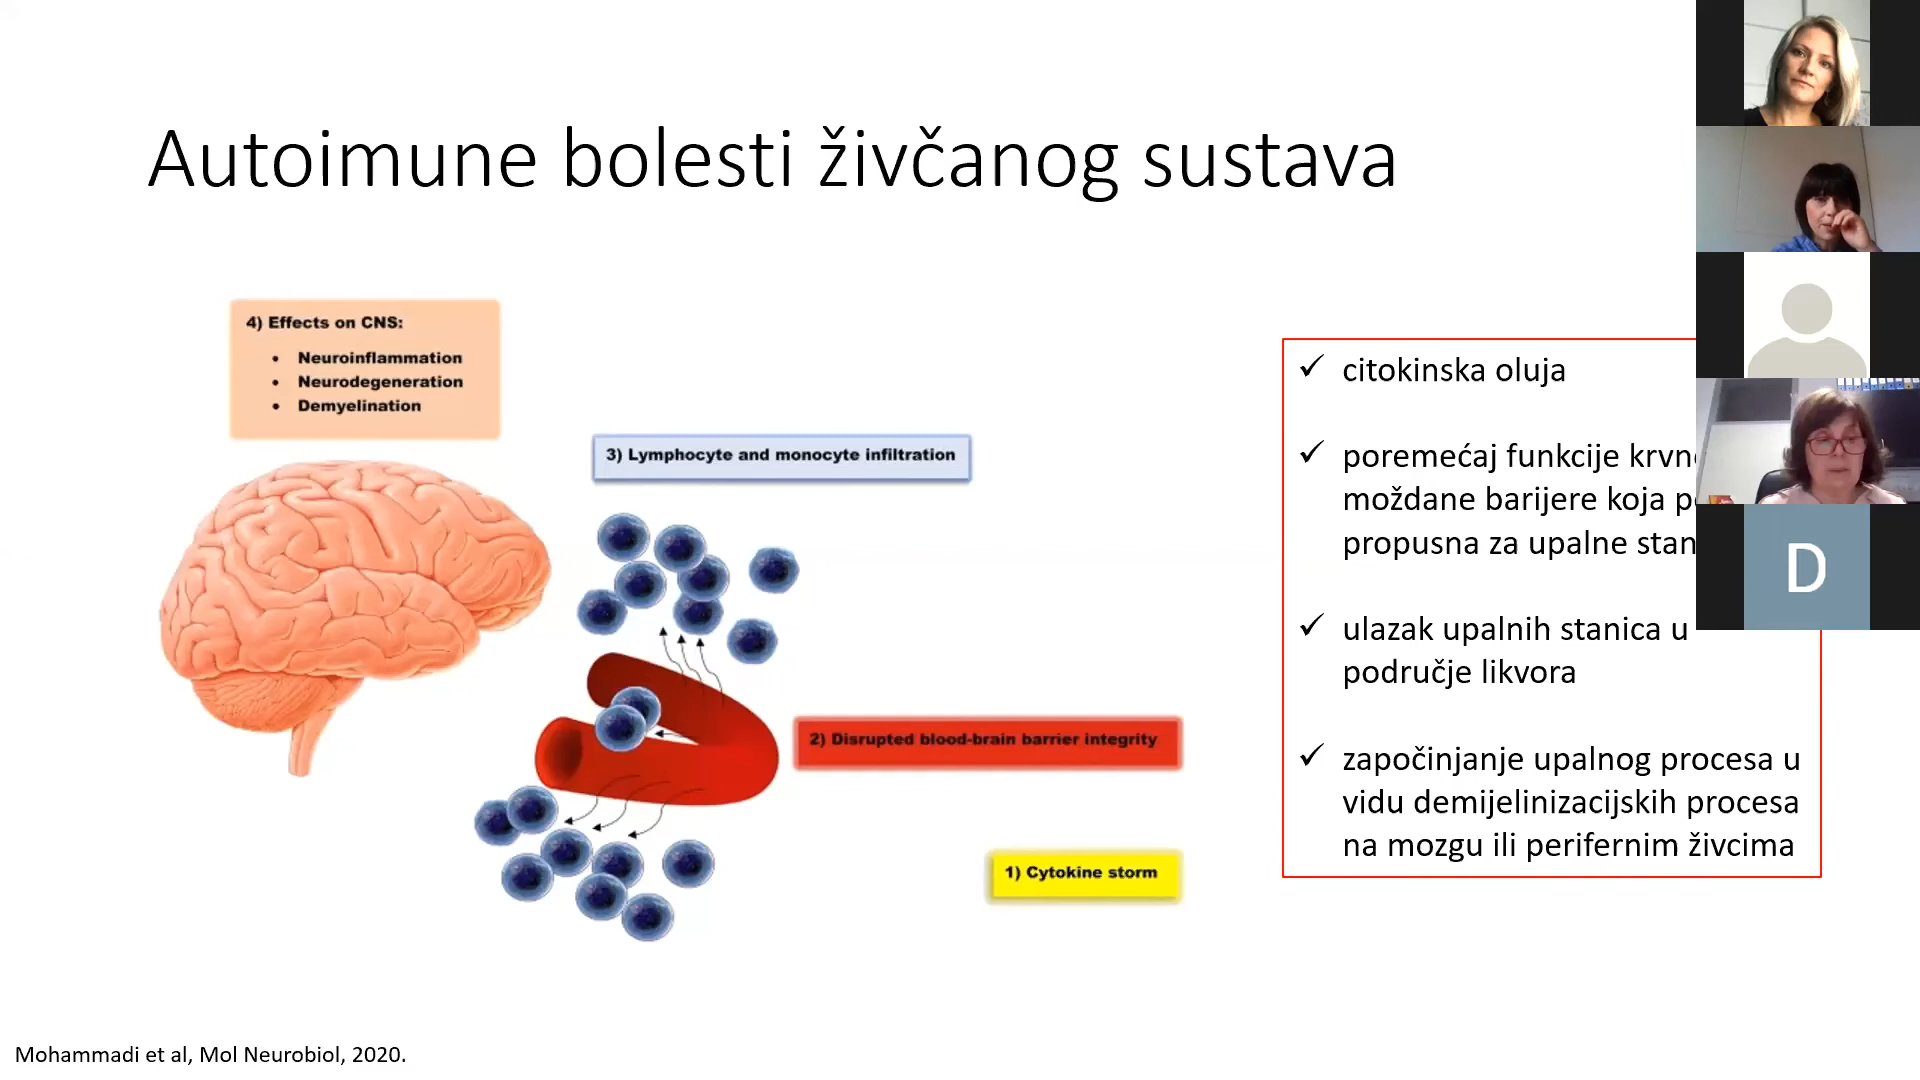 Autoimune bolesti živčanog sustava
4) Effects on CNS:
• Neuroinflammation
• Neurodegeneration
• Demyelination
3) Lymphocyte and monocyte infiltration
2) Disrupted blood-brain barrier integrity
1) Cytokine storm
✓ citokinska oluja
✓ poremećaj funkcije
moždane barijere koja
propusna za upalne
✓ ulazak upalnih stanica u
područje likvora
✓ započinjanje upalnog procesa u
vidu demijelinizacijskih procesa
na mozgu ili perifernim živcima
D
Mohammadi et al, Mol Neurobiol, 2020.